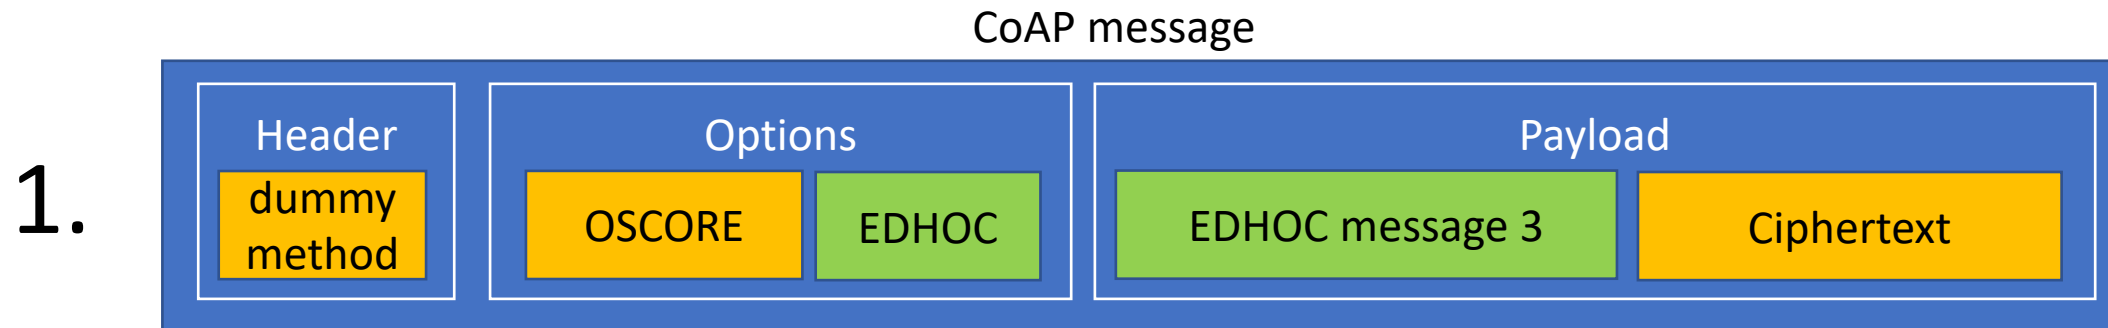 CoAP message
1.
Header
Options
Payload
dummy
method
OSCORE
EDHOC
EDHOC message 3
Ciphertext